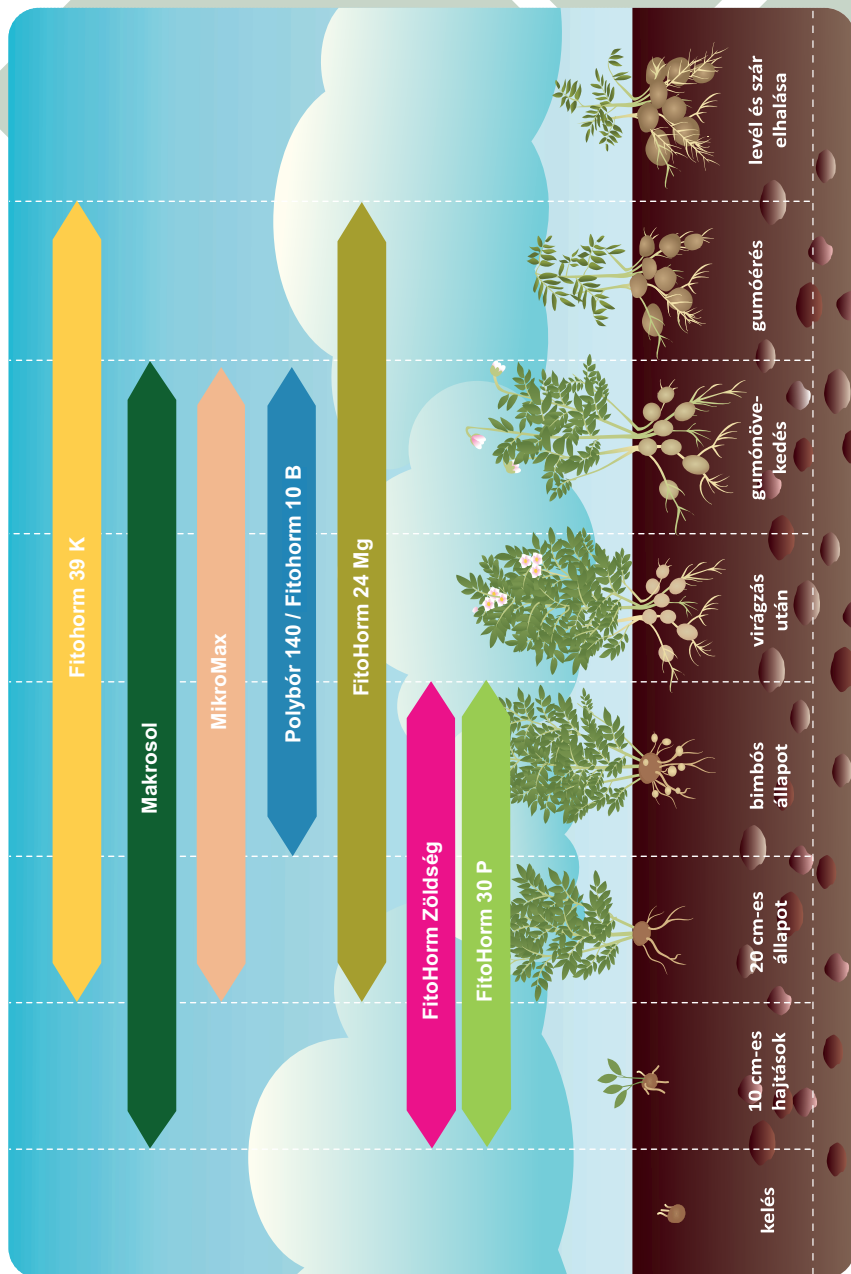 Fitohorm 39 K
Makrosol
MikroMax
Polybór 140 / Fitohorm 10 B
FitoHorm 24 Mg
FitoHorm Zöldség
FitoHorm 30 P
kelés
10 cm-es
hajtások
20 cm-es
állapot
bimbós
állapot
virágzás
után
gumónöve-
kedés
gumóérés
levél és szár
elhalása